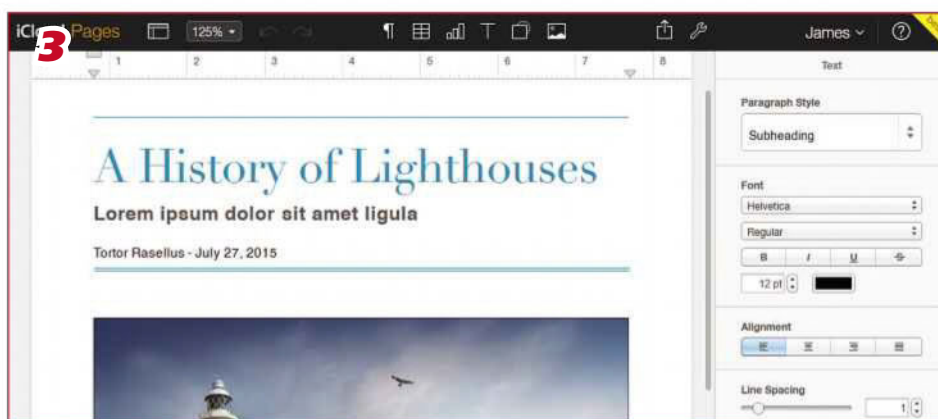 iCloud Pages 125% James ?
3
1 2 3 4 5 6 7 8
Text
Paragraph Style
Subheading
Font
Helvetica
Regular
B I U S
12 pt
Alignment
Line Spacing
1
A History of Lighthouses
Lorem ipsum dolor sit amet ligula
Tortor Rasellus - July 27, 2015